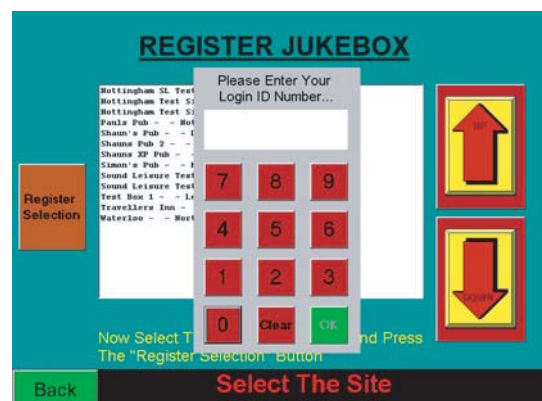 REGISTER JUKEBOX
Please Enter Your
Login ID Number...
Nottingham SL Test
Nottingham Test Si
Nottingham Test Si
Pauls Pub - - Not
Shaun's Pub - -
Shauns Pub 2 - -
Shauns XP Pub - -
Simon's Pub - -
Sound Leisure Test
Sound Leisure Test
Test Box 1 - - Le
Travellers Inn -
Waterloo - - Nort
Register
Selection
UP
DOWN
7 8 9
4 5 6
1 2 3
0 Clear OK
Now Select T nd Press
The "Register Selection" Button
Back
Select The Site